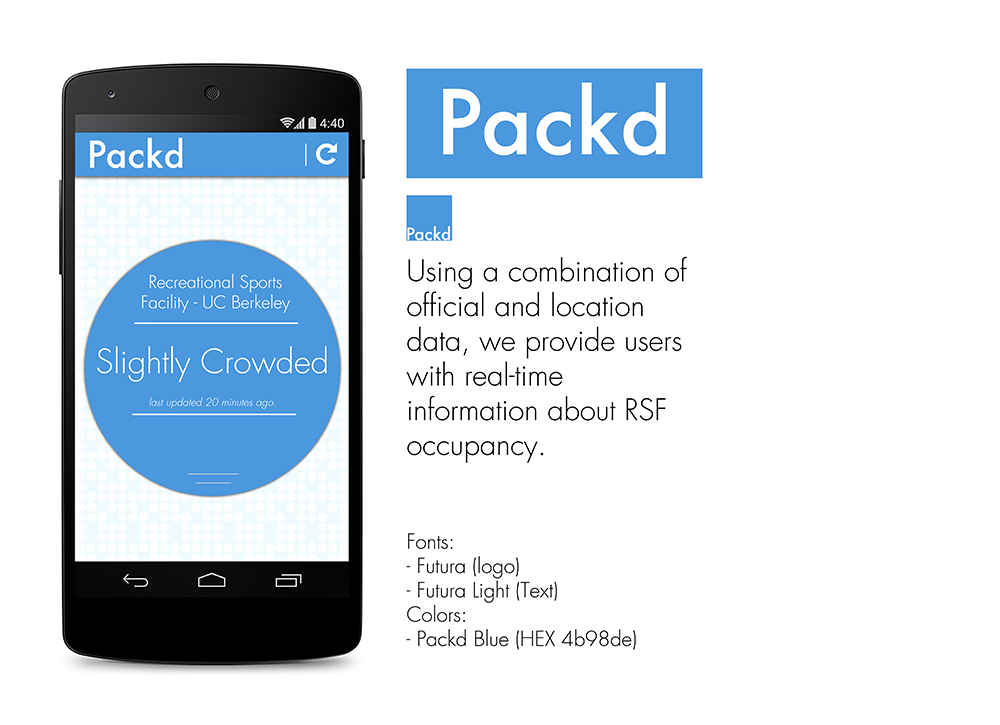 4:40
Packd
Recreational Sports
Facility - UC Berkeley
Slightly Crowded
last updated 20 minutes ago.
Packd
Packd
Using a combination of
official and location
data, we provide users
with real-time
information about RSF
occupancy.
Fonts:
- Futura (logo)
- Futura Light (Text)
Colors:
- Packd Blue (HEX 4b98de)